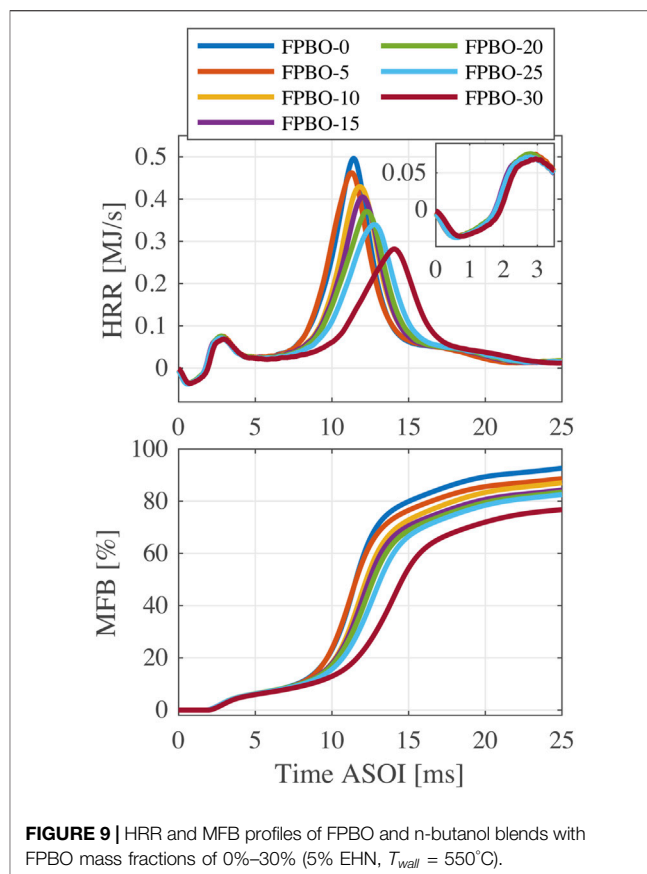 FPBO-0 FPBO-20
FPBO-5 FPBO-25
FPBO-10 FPBO-30
FPBO-15
HRR [MJ/s]
0.5
0.4
0.3
0.2
0.1
0
0.05
0
0 1 2 3
0 5 10 15 20 25
MFB [%]
100
80
60
40
20
0
0 5 10 15 20 25
Time ASOI [ms]
FIGURE 9 | HRR and MFB profiles of FPBO and n-butanol blends with
FPBO mass fractions of 0%–30% (5% EHN, T_wall = 550°C).